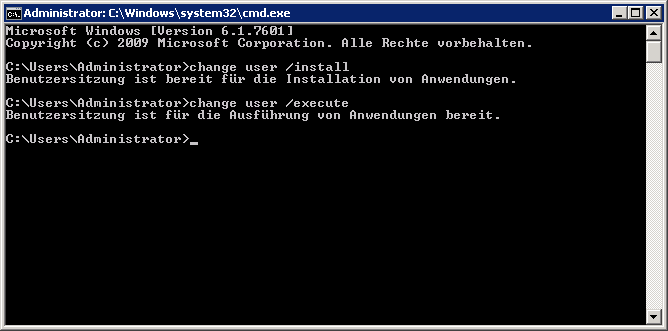 Administrator: C:\Windows\system32\cmd.exe
Microsoft Windows [Version 6.1.7601]
Copyright (c) 2009 Microsoft Corporation. Alle Rechte vorbehalten.
C:\Users\Administrator>change user /install
Benutzersitzung ist bereit für die Installation von Anwendungen.
C:\Users\Administrator>change user /execute
Benutzersitzung ist für die Ausführung von Anwendungen bereit.
C:\Users\Administrator>_